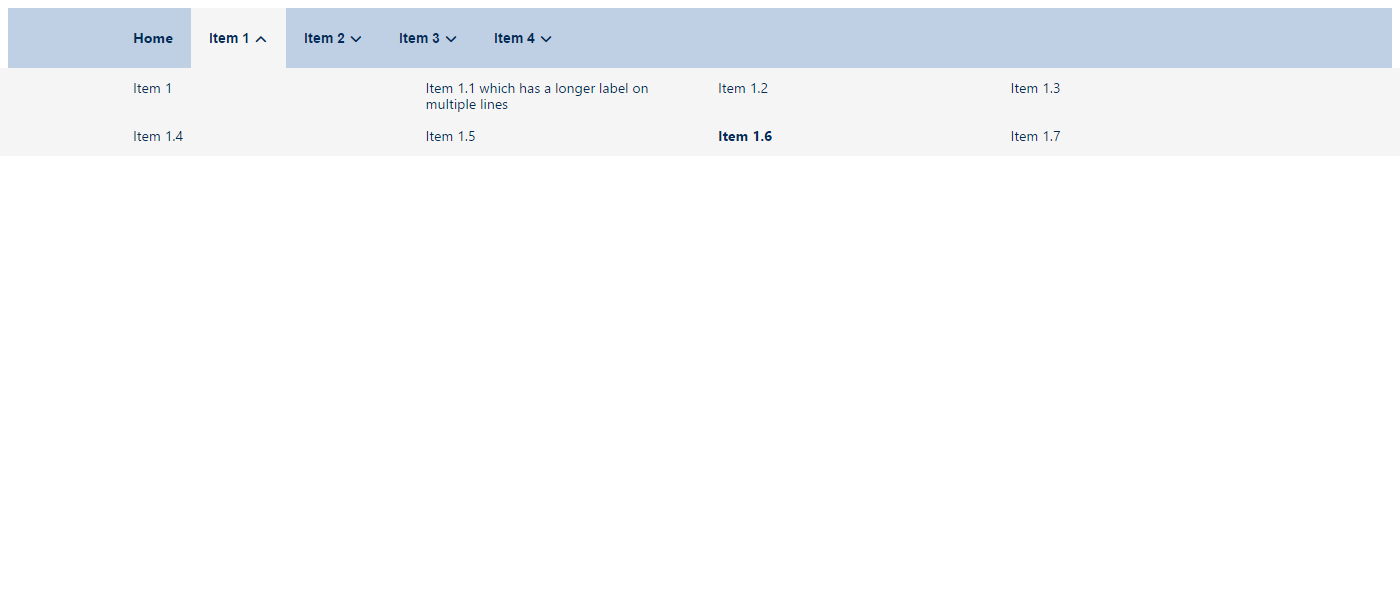 Home Item 1 Item 2 Item 3 Item 4
Item 1 Item 1.1 which has a longer label on Item 1.2 Item 1.3
multiple lines
Item 1.4 Item 1.5 Item 1.6 Item 1.7